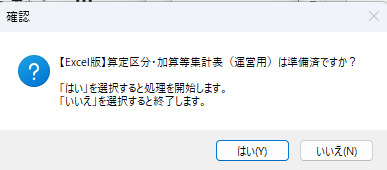 確認
【Excel版】算定区分・加算等集計表（運営用）は準備済ですか？
「はい」を選択すると処理を開始します。
「いいえ」を選択すると終了します。
はい(Y)
いいえ(N)